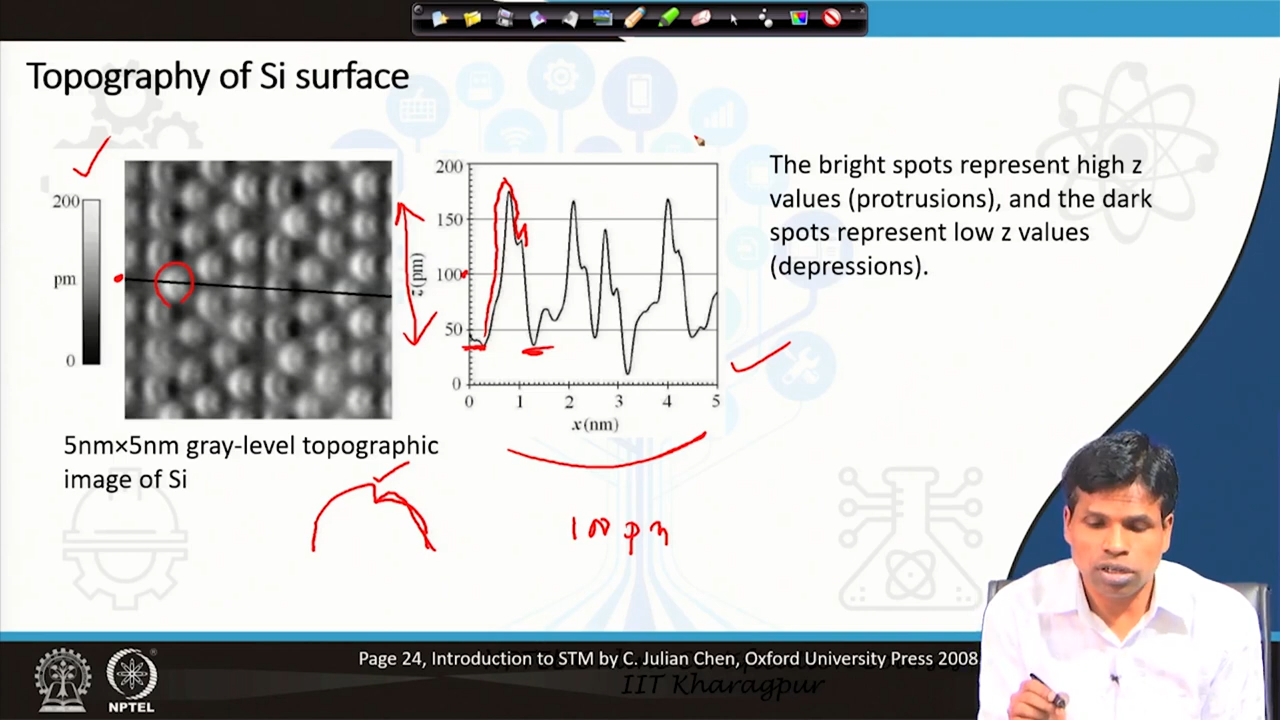 Topography of Si surface
200
pm
0
5nm×5nm gray-level topographic
image of Si
z(pm)
200
150
100
50
0
0 1 2 3 4 5
x(nm)
100 pm
The bright spots represent high z
values (protrusions), and the dark
spots represent low z values
(depressions).
Page 24, Introduction to STM by C. Julian Chen, Oxford University Press 2008
IIT Kharagpur
NPTEL